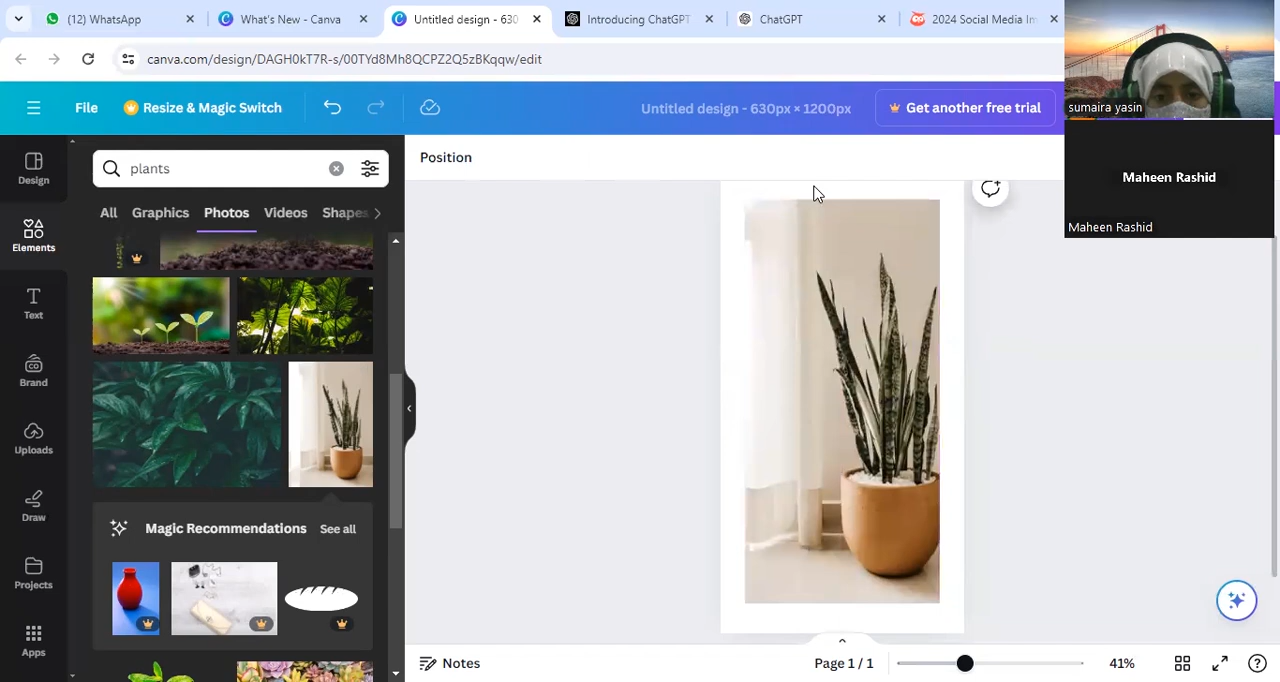 (12) WhatsApp
What's New - Canva
Untitled design - 630
Introducing ChatGPT
ChatGPT
2024 Social Media Im
canva.com/design/DAGH0kT7R-s/00TYd8Mh8QCPZ2Q5zBKqqw/edit
File
Resize & Magic Switch
Untitled design - 630px × 1200px
Get another free trial
sumaira yasin
Maheen Rashid
Maheen Rashid
Design
Elements
Text
Brand
Uploads
Draw
Projects
Apps
plants
All
Graphics
Photos
Videos
Shapes
Magic Recommendations
See all
Position
Notes
Page 1 / 1
41%